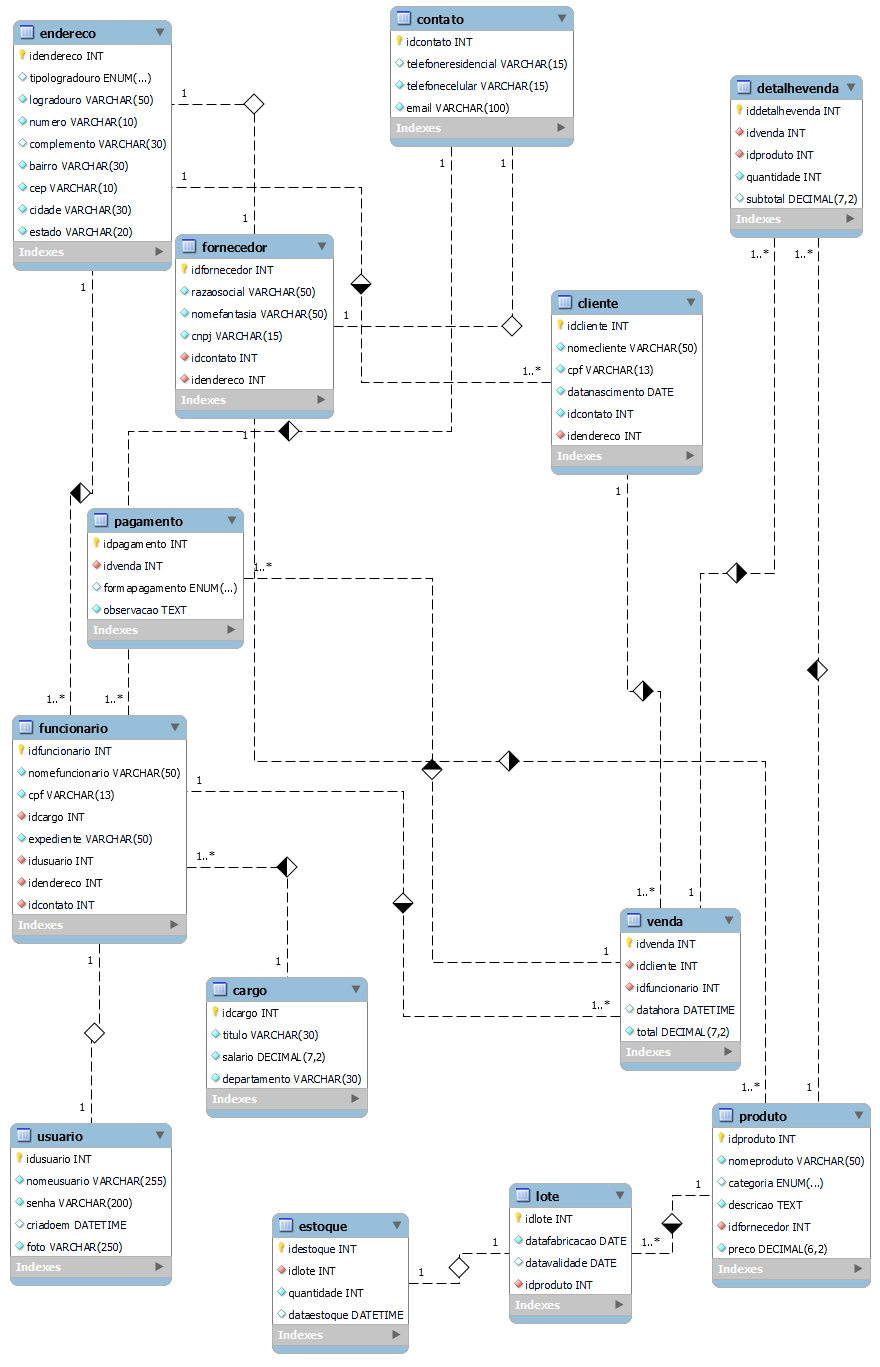 endereco
idendereco INT
tipologradouro ENUM(...)
logradouro VARCHAR(50)
numero VARCHAR(10)
complemento VARCHAR(30)
bairro VARCHAR(30)
cep VARCHAR(10)
cidade VARCHAR(30)
estado VARCHAR(20)
Indexes
contato
idcontato INT
telefoneresidencial VARCHAR(15)
telefonecelular VARCHAR(15)
email VARCHAR(100)
Indexes
detalhevenda
iddetalhevenda INT
idvenda INT
idproduto INT
quantidade INT
subtotal DECIMAL(7,2)
Indexes
1
1
1
1
1
1
1..*
1..*
fornecedor
idfornecedor INT
razaosocial VARCHAR(50)
nomefantasia VARCHAR(50)
cnpj VARCHAR(15)
idcontato INT
idendereco INT
Indexes
1
1..*
1
cliente
idcliente INT
nomecliente VARCHAR(50)
cpf VARCHAR(13)
datanascimento DATE
idcontato INT
idendereco INT
Indexes
1
pagamento
idpagamento INT
idvenda INT
formapagamento ENUM(...)
observacao TEXT
Indexes
1..*
1..*
1..*
funcionario
idfuncionario INT
nomefuncionario VARCHAR(50)
cpf VARCHAR(13)
idcargo INT
expediente VARCHAR(50)
idusuario INT
idendereco INT
idcontato INT
Indexes
1
1..*
1
1
cargo
idcargo INT
titulo VARCHAR(30)
salario DECIMAL(7,2)
departamento VARCHAR(30)
Indexes
1..*
1
1
1..*
venda
idvenda INT
idcliente INT
idfuncionario INT
datahora DATETIME
total DECIMAL(7,2)
Indexes
1
1..*
1
usuario
idusuario INT
nomeusuario VARCHAR(255)
senha VARCHAR(200)
criadoem DATETIME
foto VARCHAR(250)
Indexes
estoque
idestoque INT
idlote INT
quantidade INT
dataestoque DATETIME
Indexes
1
1
lote
idlote INT
datafabricacao DATE
datavalidade DATE
idproduto INT
Indexes
1..*
1
produto
idproduto INT
nomeproduto VARCHAR(50)
categoria ENUM(...)
descricao TEXT
idfornecedor INT
preco DECIMAL(6,2)
Indexes